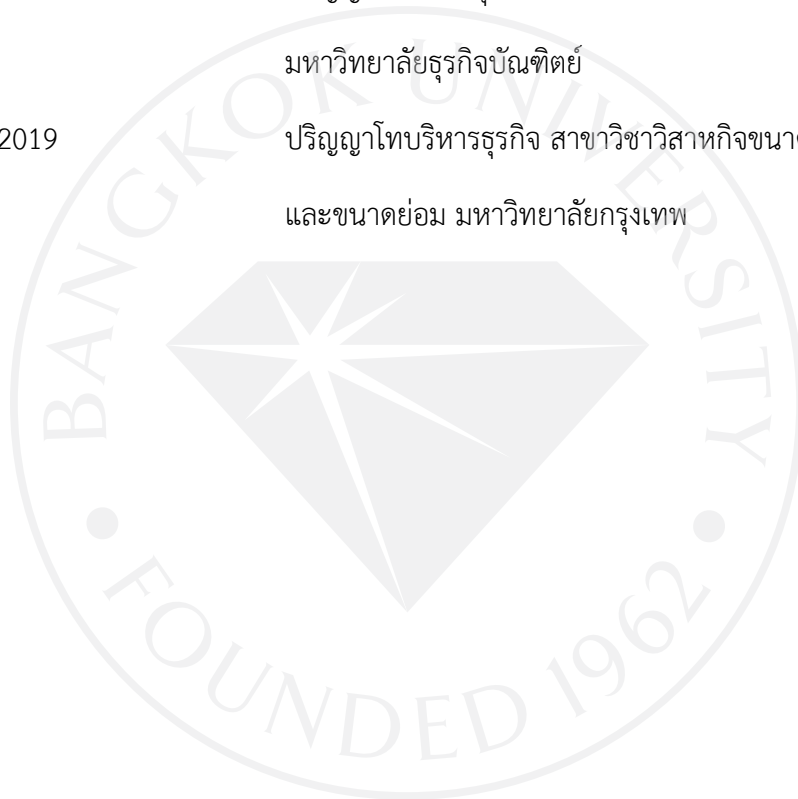 มหาวิทยาลัยธุรกิจบัณฑิตย์
2019 ปริญญาโทบริหารธุรกิจ สาขาวิชาวิสาหกิจขนา
และขนาดย่อม มหาวิทยาลัยกรุงเทพ
BANGKOK UNIVERSITY
FOUNDED 1962